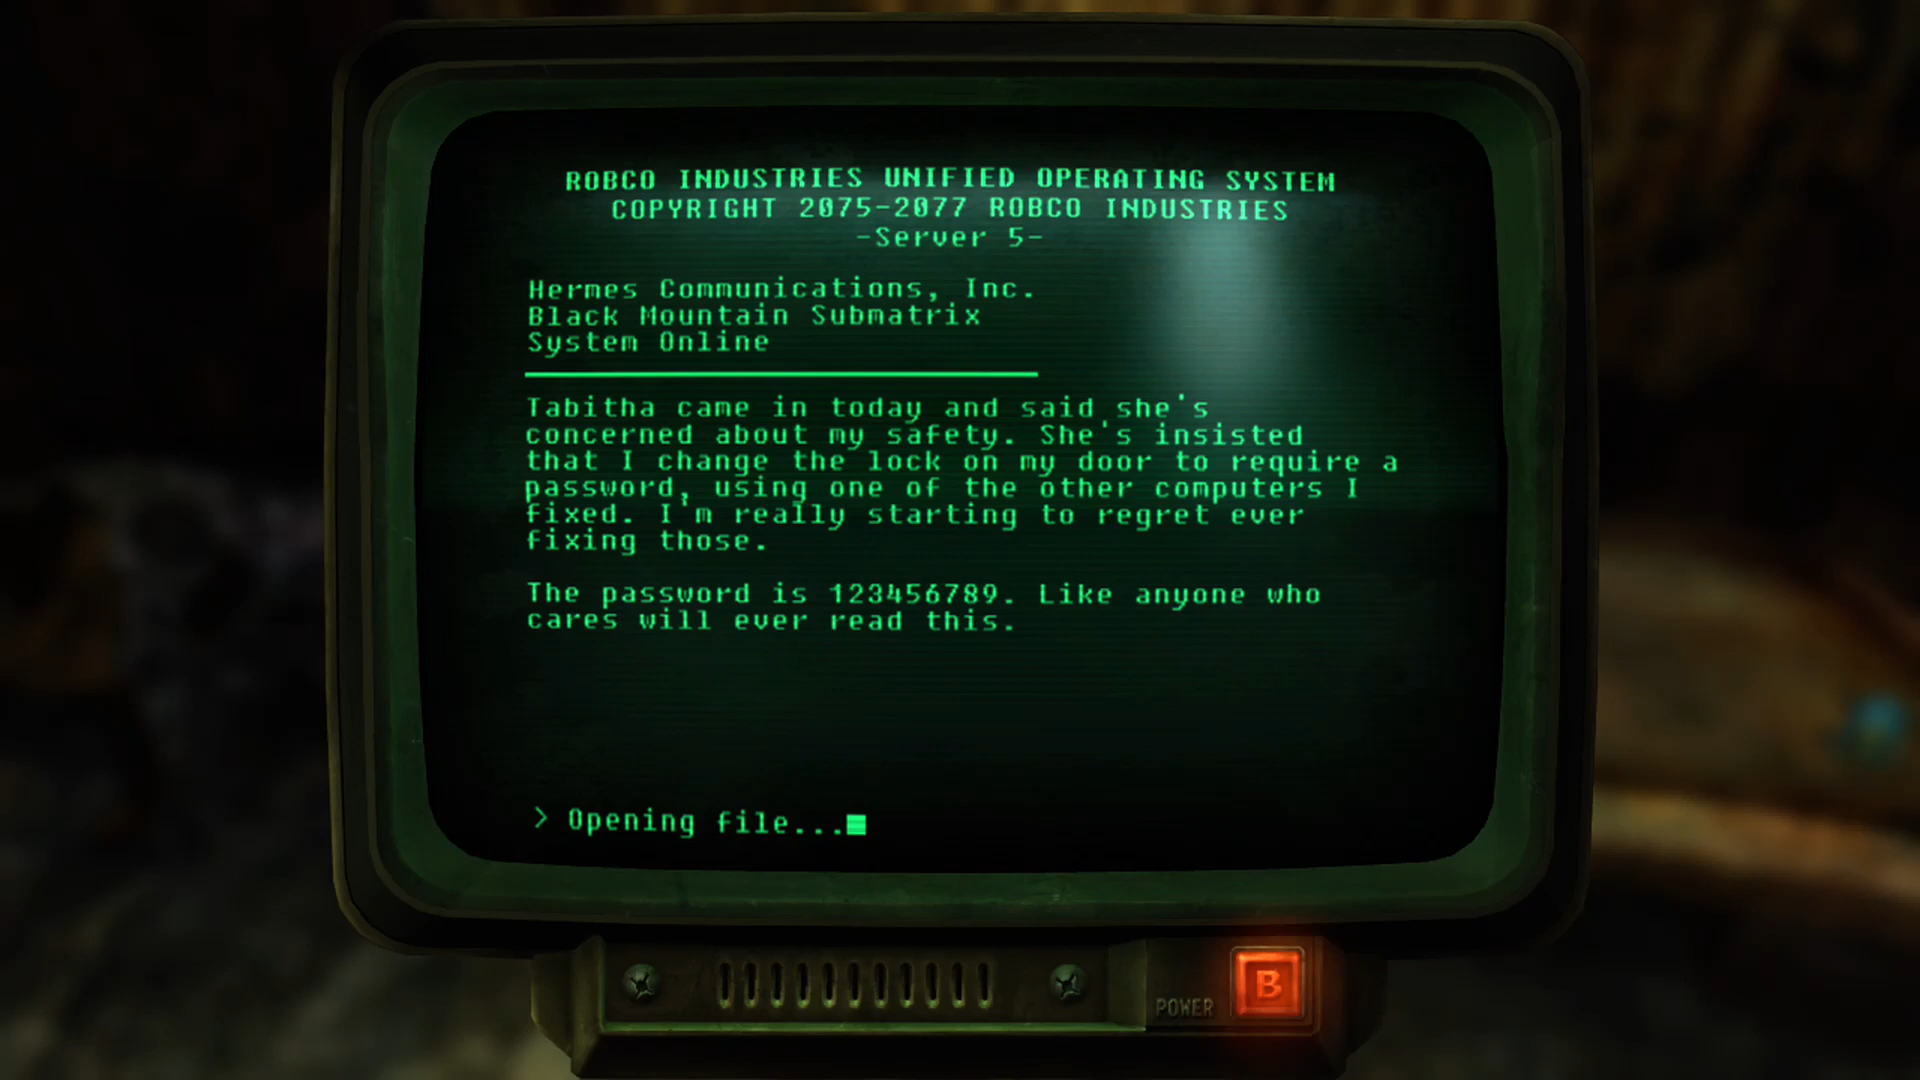 ROBCO INDUSTRIES UNIFIED OPERATING SYSTEM
COPYRIGHT 2075-2077 ROBCO INDUSTRIES
-Server 5-
Hermes Communications, Inc.
Black Mountain Submatrix
System Online
Tabitha came in today and said she's
concerned about my safety. She's insisted
that I change the lock on my door to require a
password, using one of the other computers I
fixed. I'm really starting to regret ever
fixing those.
The password is 123456789. Like anyone who
cares will ever read this.
> Opening file...
POWER
B